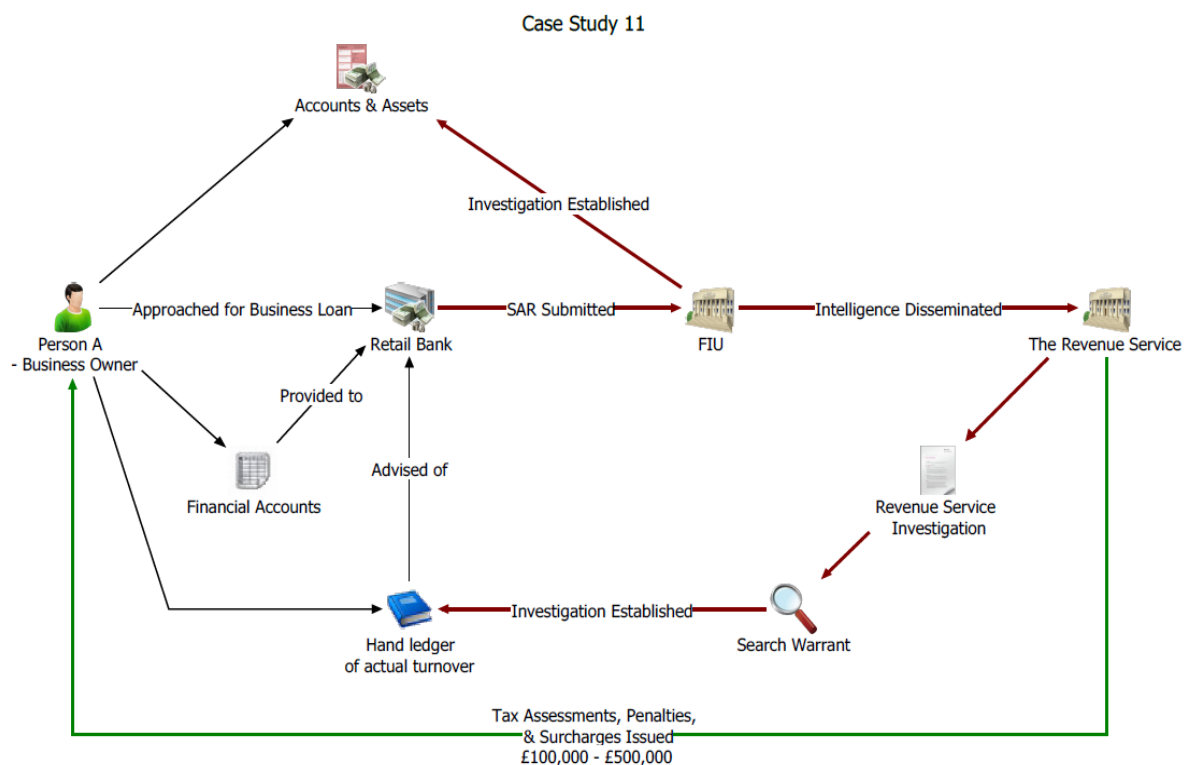 Case Study 11
Accounts & Assets
Investigation Established
Approached for Business Loan
SAR Submitted
Intelligence Disseminated
Person A
- Business Owner
Retail Bank
FIU
The Revenue Service
Provided to
Advised of
Financial Accounts
Revenue Service
Investigation
Investigation Established
Hand ledger
of actual turnover
Search Warrant
Tax Assessments, Penalties,
& Surcharges Issued
£100,000 - £500,000